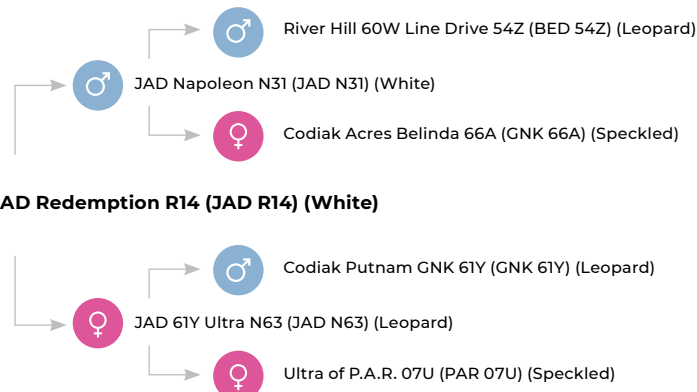 River Hill 60W Line Drive 54Z (BED 54Z) (Leopard)
JAD Napoleon N31 (JAD N31) (White)
Codiak Acres Belinda 66A (GNK 66A) (Speckled)
AD Redemption R14 (JAD R14) (White)
Codiak Putnam GNK 61Y (GNK 61Y) (Leopard)
JAD 61Y Ultra N63 (JAD N63) (Leopard)
Ultra of P.A.R. 07U (PAR 07U) (Speckled)